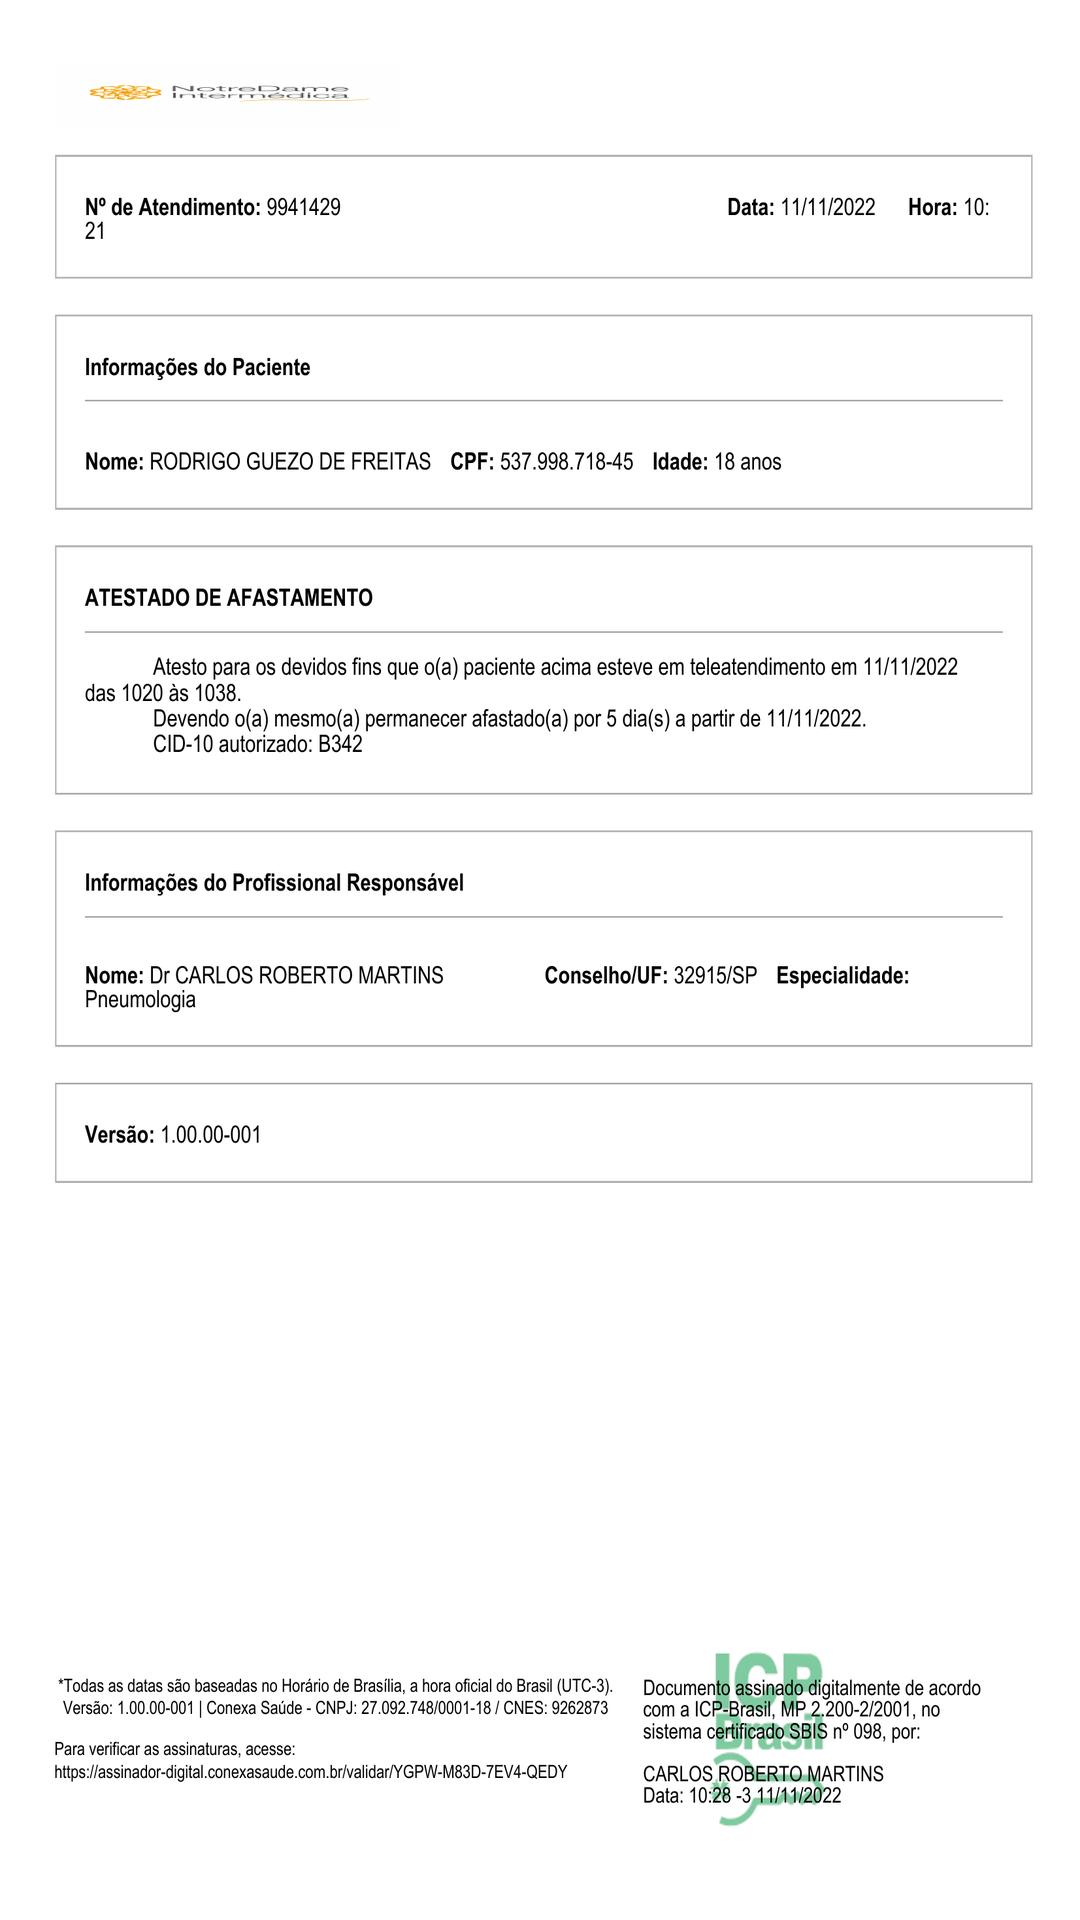 NotreDame
Intermédica
Nº de Atendimento: 9941429 Data: 11/11/2022 Hora: 10:
21
Informações do Paciente
Nome: RODRIGO GUEZO DE FREITAS CPF: 537.998.718-45 Idade: 18 anos
ATESTADO DE AFASTAMENTO
Atesto para os devidos fins que o(a) paciente acima esteve em teleatendimento em 11/11/2022
das 1020 às 1038.
Devendo o(a) mesmo(a) permanecer afastado(a) por 5 dia(s) a partir de 11/11/2022.
CID-10 autorizado: B342
Informações do Profissional Responsável
Nome: Dr CARLOS ROBERTO MARTINS Conselho/UF: 32915/SP Especialidade:
Pneumologia
Versão: 1.00.00-001
*Todas as datas são baseadas no Horário de Brasília, a hora oficial do Brasil (UTC-3).
Versão: 1.00.00-001 | Conexa Saúde - CNPJ: 27.092.748/0001-18 / CNES: 9262873
Para verificar as assinaturas, acesse:
https://assinador-digital.conexasaude.com.br/validar/YGPW-M83D-7EV4-QEDY
ICP
Brasil
Documento assinado digitalmente de acordo
com a ICP-Brasil, MP 2.200-2/2001, no
sistema certificado SBIS nº 098, por:
CARLOS ROBERTO MARTINS
Data: 10:28 -3 11/11/2022